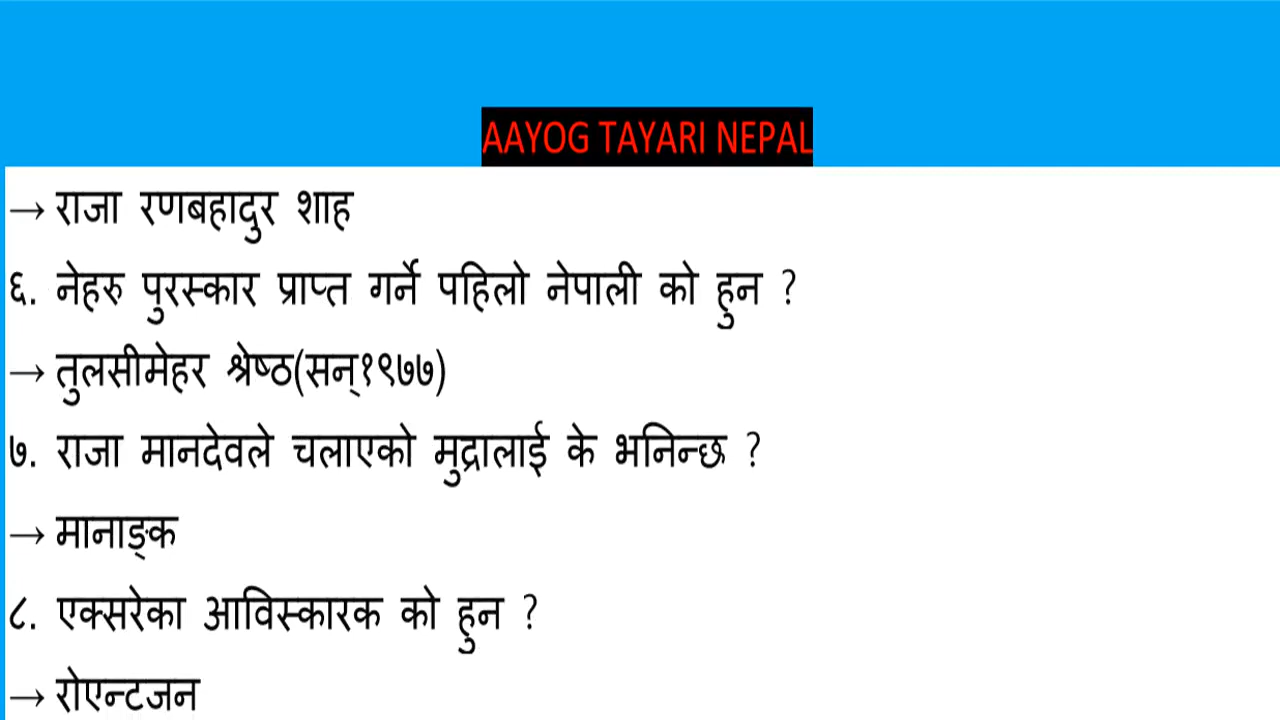 AAYOG TAYARI NEPAL
→ राजा रणबहादुर शाह
६. नेहरु पुरस्कार प्राप्त गर्ने पहिलो नेपाली को हुन ?
→ तुलसीमेहर श्रेष्ठ(सन्१९७७)
७. राजा मानदेवले चलाएको मुद्रालाई के भनिन्छ ?
→ मानाङ्क
८. एक्सरेका आविस्कारक को हुन ?
→ रोएन्टजन